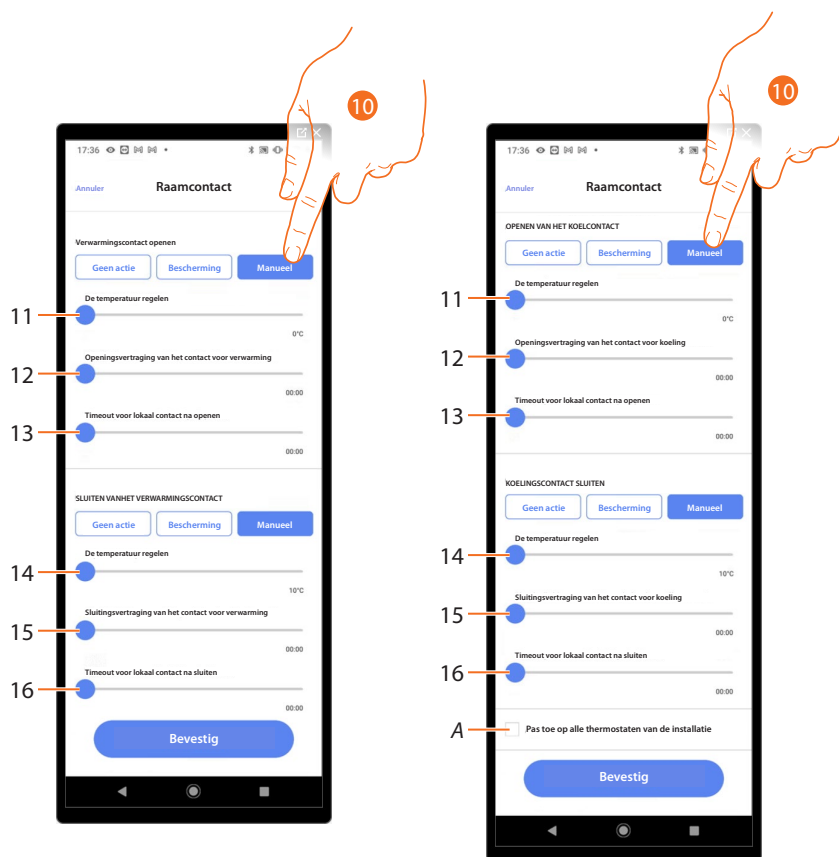 10
17:36
Annuler
Raamcontact
Verwarmingscontact openen
Geen actie Bescherming Manueel
De temperatuur regelen
11
0°C
Openingsvertraging van het contact voor verwarming
12
00:00
Timeout voor lokaal contact na openen
13
00:00
SLUITEN VANHET VERWARMINGSCONTACT
Geen actie Bescherming Manueel
De temperatuur regelen
14
10°C
Sluitingsvertraging van het contact voor verwarming
15
00:00
Timeout voor lokaal contact na sluiten
16
00:00
Bevestig
10
17:36
Annuler
Raamcontact
OPENEN VAN HET KOELCONTACT
Geen actie Bescherming Manueel
De temperatuur regelen
11
0°C
Openingsvertraging van het contact voor koeling
12
00:00
Timeout voor lokaal contact na openen
13
00:00
KOELINGSCONTACT SLUITEN
Geen actie Bescherming Manueel
De temperatuur regelen
14
10°C
Sluitingsvertraging van het contact voor koeling
15
00:00
Timeout voor lokaal contact na sluiten
16
00:00
A Pas toe op alle thermostaten van de installatie
Bevestig